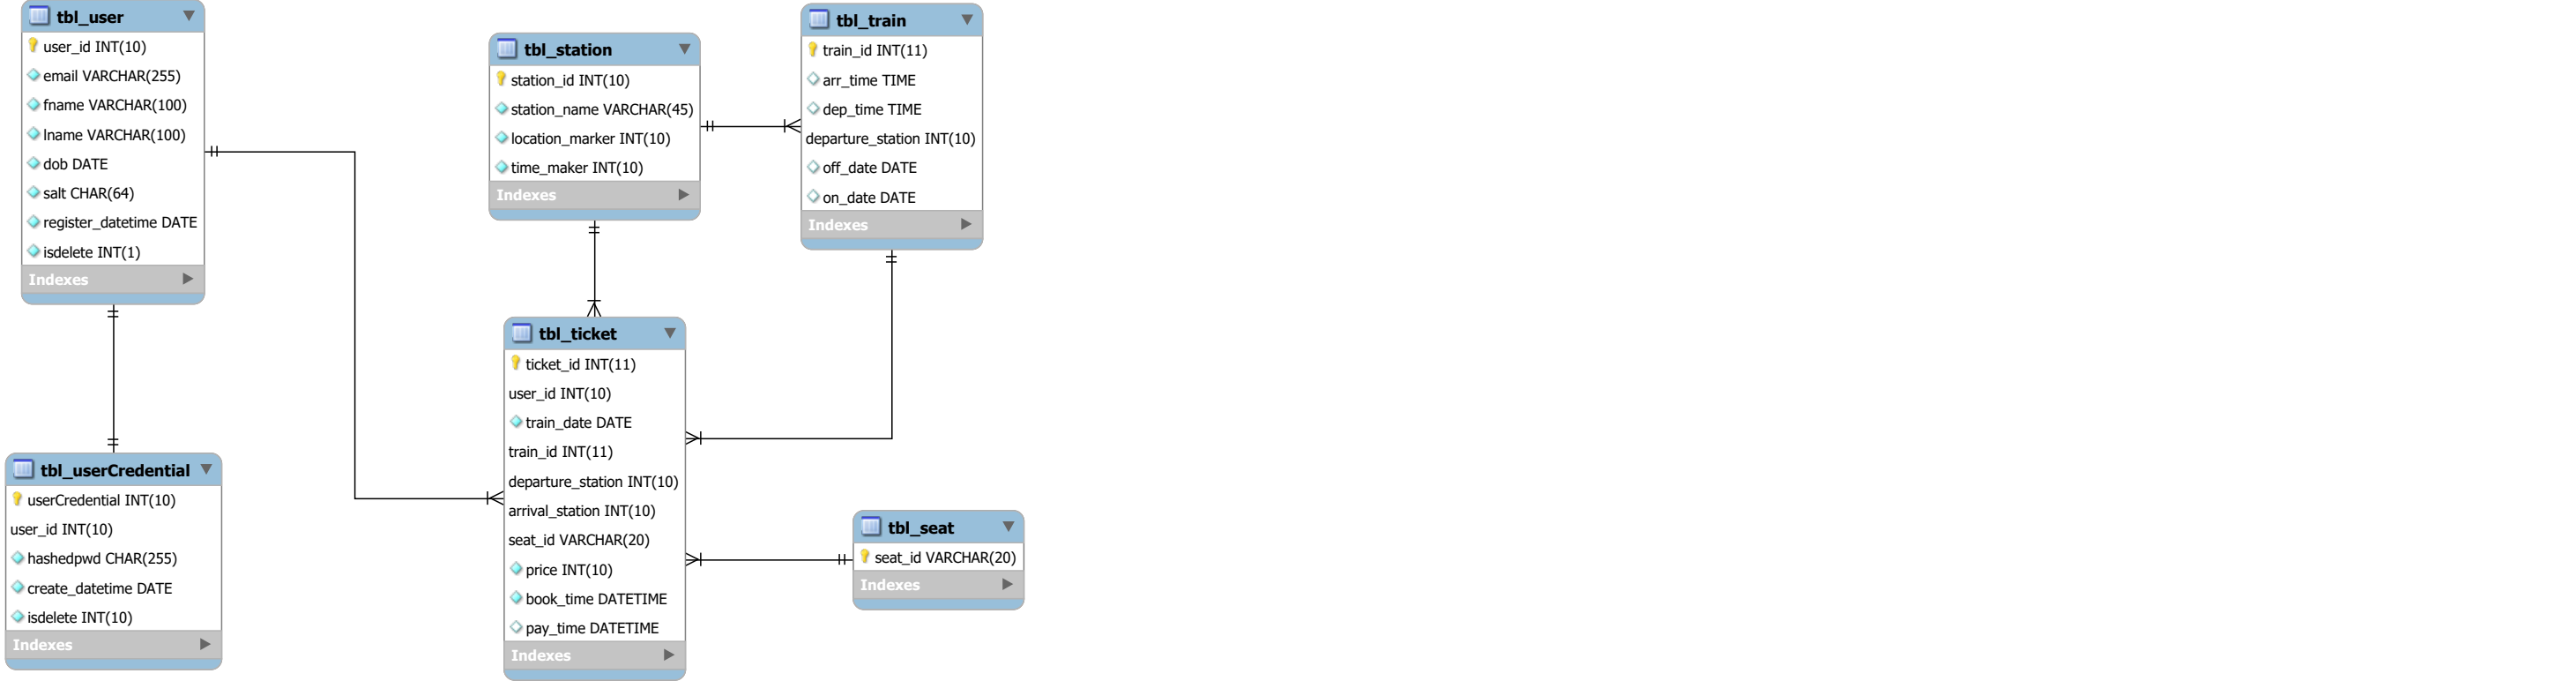 tbl_user
user_id INT(10)
email VARCHAR(255)
fname VARCHAR(100)
lname VARCHAR(100)
dob DATE
salt CHAR(64)
register_datetime DATE
isdelete INT(1)
Indexes
tbl_userCredential
userCredential INT(10)
user_id INT(10)
hashedpwd CHAR(255)
create_datetime DATE
isdelete INT(10)
Indexes
tbl_station
station_id INT(10)
station_name VARCHAR(45)
location_marker INT(10)
time_maker INT(10)
Indexes
tbl_ticket
ticket_id INT(11)
user_id INT(10)
train_date DATE
train_id INT(11)
departure_station INT(10)
arrival_station INT(10)
seat_id VARCHAR(20)
price INT(10)
book_time DATETIME
pay_time DATETIME
Indexes
tbl_train
train_id INT(11)
arr_time TIME
dep_time TIME
departure_station INT(10)
off_date DATE
on_date DATE
Indexes
tbl_seat
seat_id VARCHAR(20)
Indexes